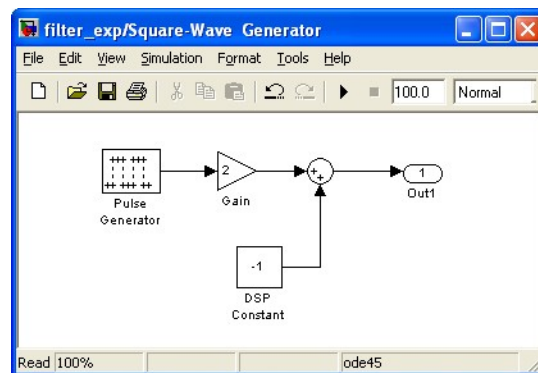 filter_exp/Square-Wave Generator
File Edit View Simulation Format Tools Help
100.0 Normal
2
1
Pulse
Generator
Gain
Out1
-1
DSP
Constant
Read 100% ode45